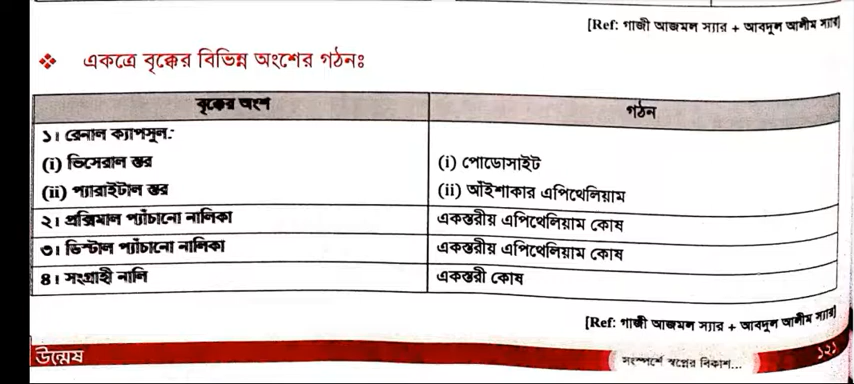 [Ref: গাজী আজমল স্যার + আবদুল আলীম স্যার]
❖ একত্রে বৃক্কের বিভিন্ন অংশের গঠনঃ
বৃক্কের অংশ গঠন
১। রেনাল ক্যাপসুল:
(i) ভিসেরাল স্তর (i) পোডোসাইট
(ii) প্যারাইটাল স্তর (ii) আঁইশাকার এপিথেলিয়াম
২। প্রক্সিমাল প্যাঁচানো নালিকা একস্তরীয় এপিথেলিয়াম কোষ
৩। ডিস্টাল প্যাঁচানো নালিকা একস্তরীয় এপিথেলিয়াম কোষ
৪। সংগ্রাহী নালি একস্তরী কোষ
[Ref: গাজী আজমল স্যার + আবদুল আলীম স্যার]
উন্মেষ সংস্পর্শে স্বপ্নের বিকাশ... ১২১